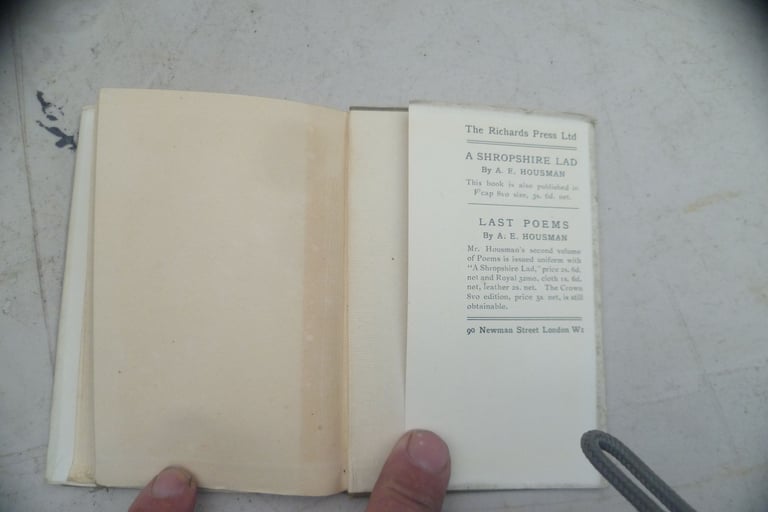 The Richards Press Ltd
A SHROPSHIRE LAD
By A. E. HOUSMAN
This book is also published in
F'cap 8vo size, 3s. 6d. net.
LAST POEMS
By A. E. HOUSMAN
Mr. Housman's second volume
of Poems is issued uniform with
"A Shropshire Lad," price 2s. 6d.
net and Royal 32mo, cloth 1s. 6d.
net, leather 2s. net. The Crown
8vo edition, price 5s net, is still
obtainable.
90 Newman Street London W1